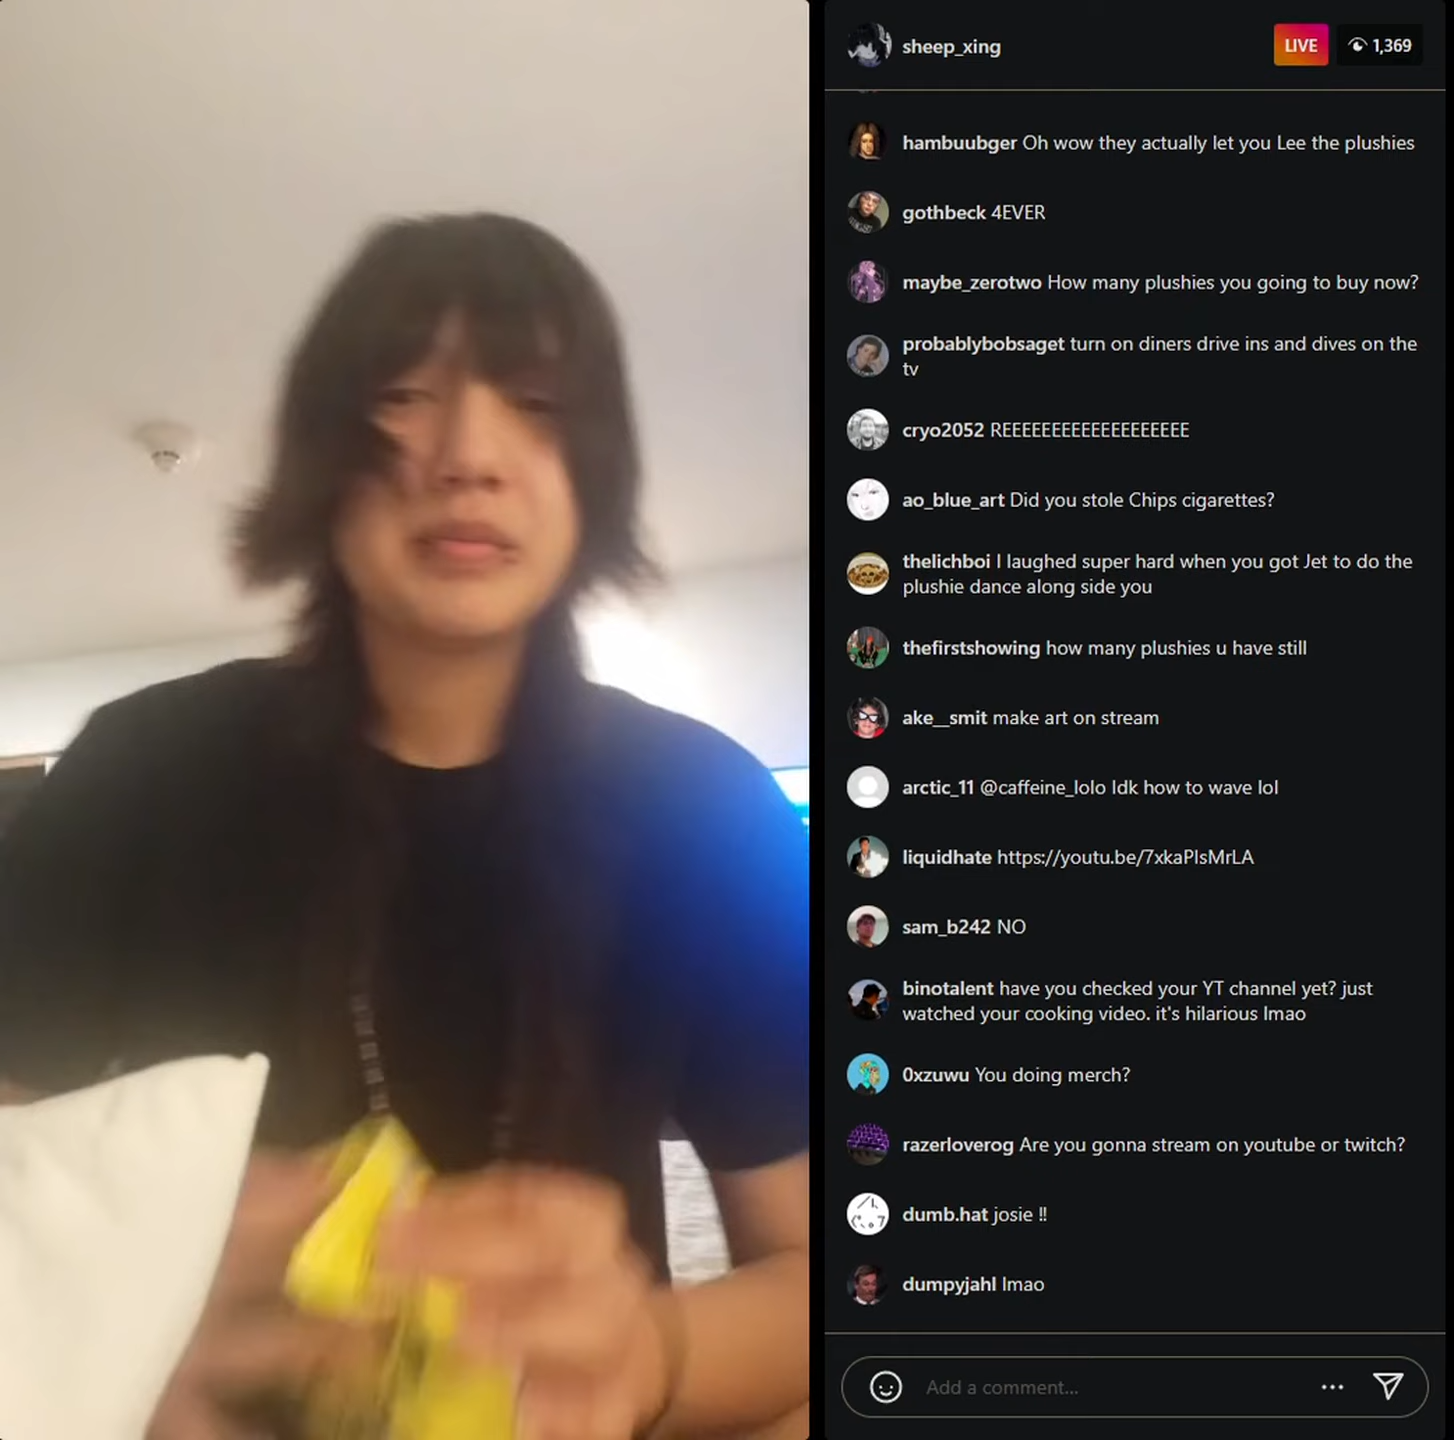 sheep_xing
LIVE
1,369
hambuubger Oh wow they actually let you Lee the plushies
gothbeck 4EVER
maybe_zerotwo How many plushies you going to buy now?
probablybobsaget turn on diners drive ins and dives on the
tv
cryo2052 REEEEEEEEEEEEEEEEEEE
ao_blue_art Did you stole Chips cigarettes?
thelichboi I laughed super hard when you got Jet to do the
plushie dance along side you
thefirstshowing how many plushies u have still
ake__smit make art on stream
arctic_11 @caffeine_lolo Idk how to wave lol
liquidhate https://youtu.be/7xkaPlsMrLA
sam_b242 NO
binotalent have you checked your YT channel yet? just
watched your cooking video. it's hilarious lmao
0xzuwu You doing merch?
razerloverog Are you gonna stream on youtube or twitch?
dumb.hat josie !!
dumpyjahl lmao
Add a comment...